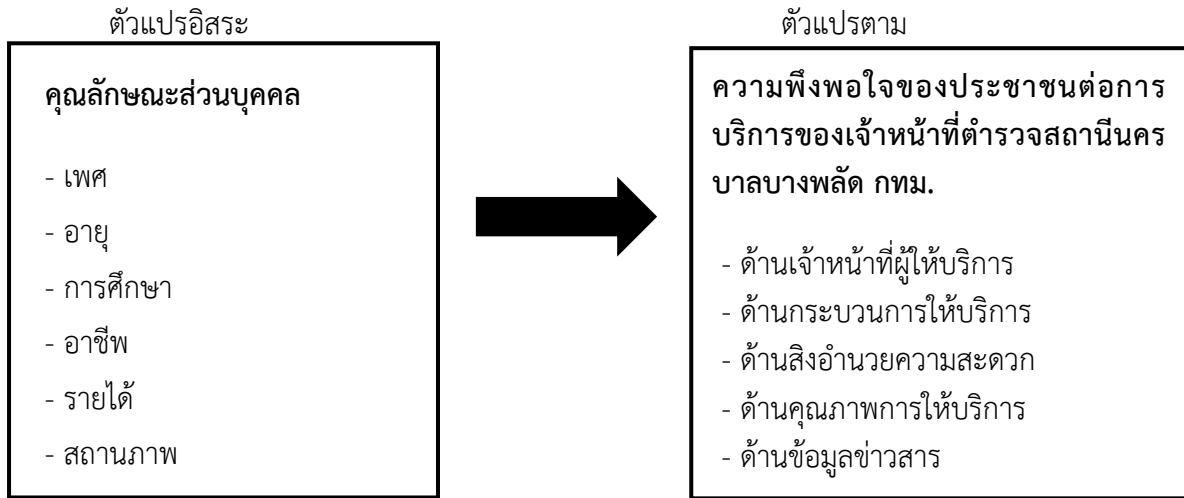 ตัวแปรอิสระ
คุณลักษณะส่วนบุคคล
- เพศ
- อายุ
- การศึกษา
- อาชีพ
- รายได้
- สถานภาพ
ตัวแปรตาม
ความพึงพอใจของประชาชนต่อการ
บริการของเจ้าหน้าที่ตำรวจสถานีนคร
บาลบางพลัด กทม.
- ด้านเจ้าหน้าที่ผู้ให้บริการ
- ด้านกระบวนการให้บริการ
- ด้านสิงอำนวยความสะดวก
- ด้านคุณภาพการให้บริการ
- ด้านข้อมูลข่าวสาร